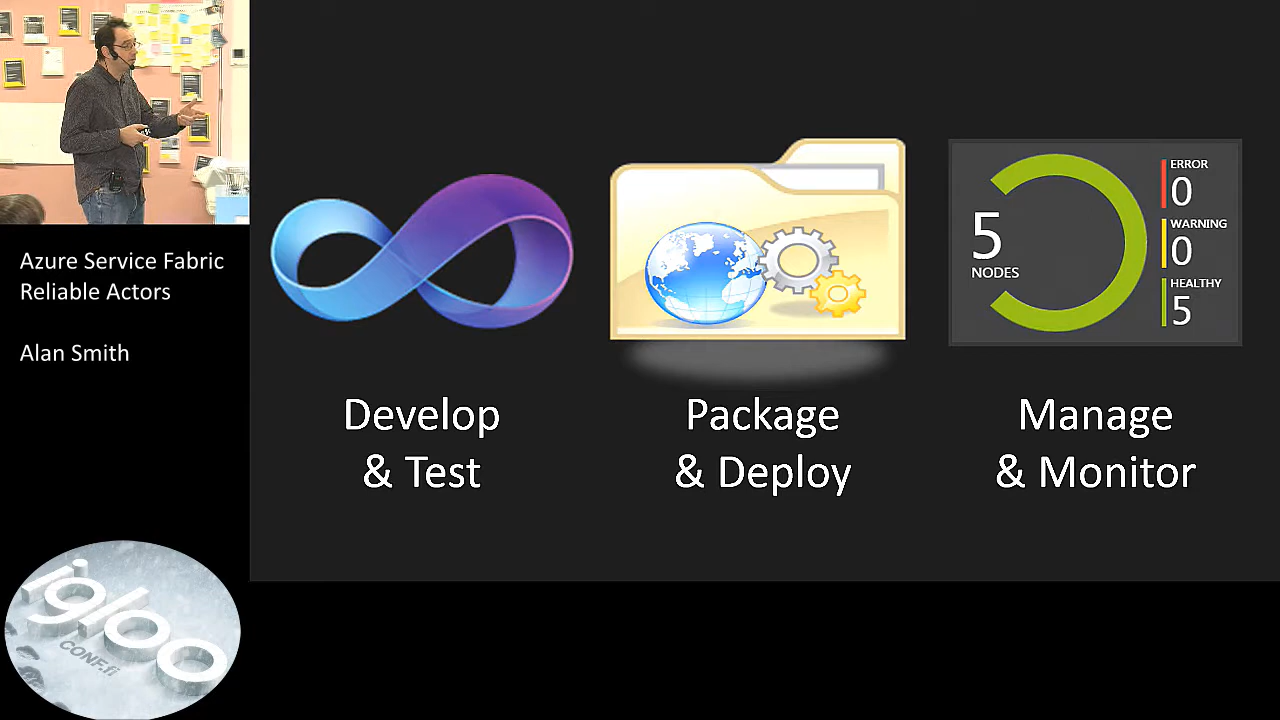 Azure Service Fabric
Reliable Actors
Alan Smith
igloo
CONF.fi
5
NODES
ERROR
0
WARNING
0
HEALTHY
5
Develop
& Test
Package
& Deploy
Manage
& Monitor